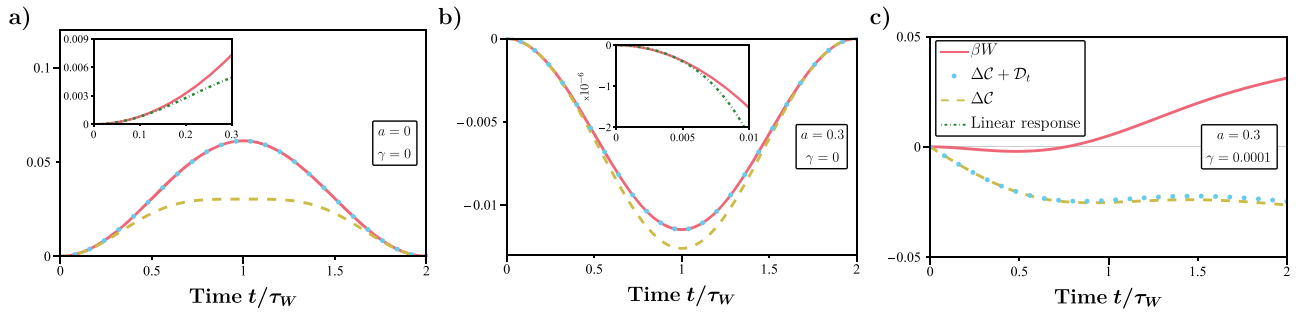 a)
0.009
0.006
0.003
0
0 0.1 0.2 0.3
0.1
0.05
0
a = 0
γ = 0
0 0.5 1 1.5 2
Time t/τ_W
b)
0
−0.005
−0.01
0
−1
−2
×10⁻⁶
0 0.005 0.01
a = 0.3
γ = 0
0 0.5 1 1.5 2
Time t/τ_W
c)
0.05
0
−0.05
βW
Δ𝒞 + 𝒟_t
Δ𝒞
Linear response
a = 0.3
γ = 0.0001
0 0.5 1 1.5 2
Time t/τ_W